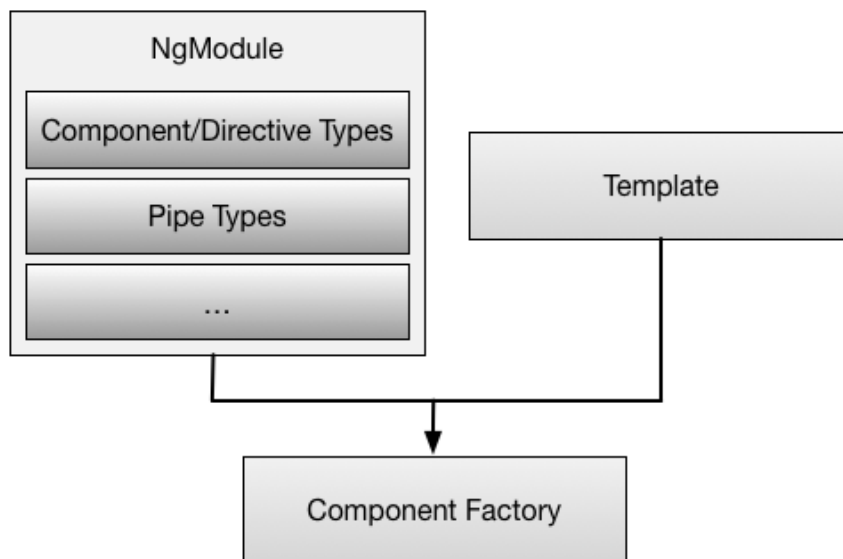 NgModule
Component/Directive Types
Pipe Types
...
Template
Component Factory